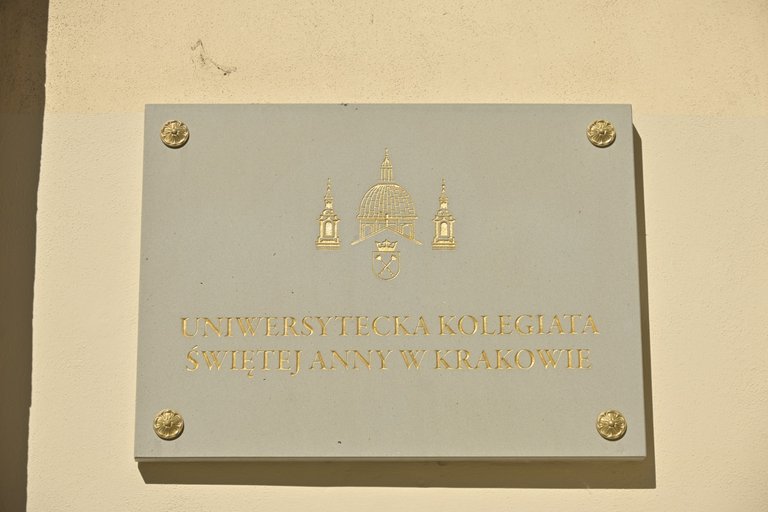 UNIWERSYTECKA KOLEGIATA
ŚWIĘTEJ ANNY W KRAKOWIE